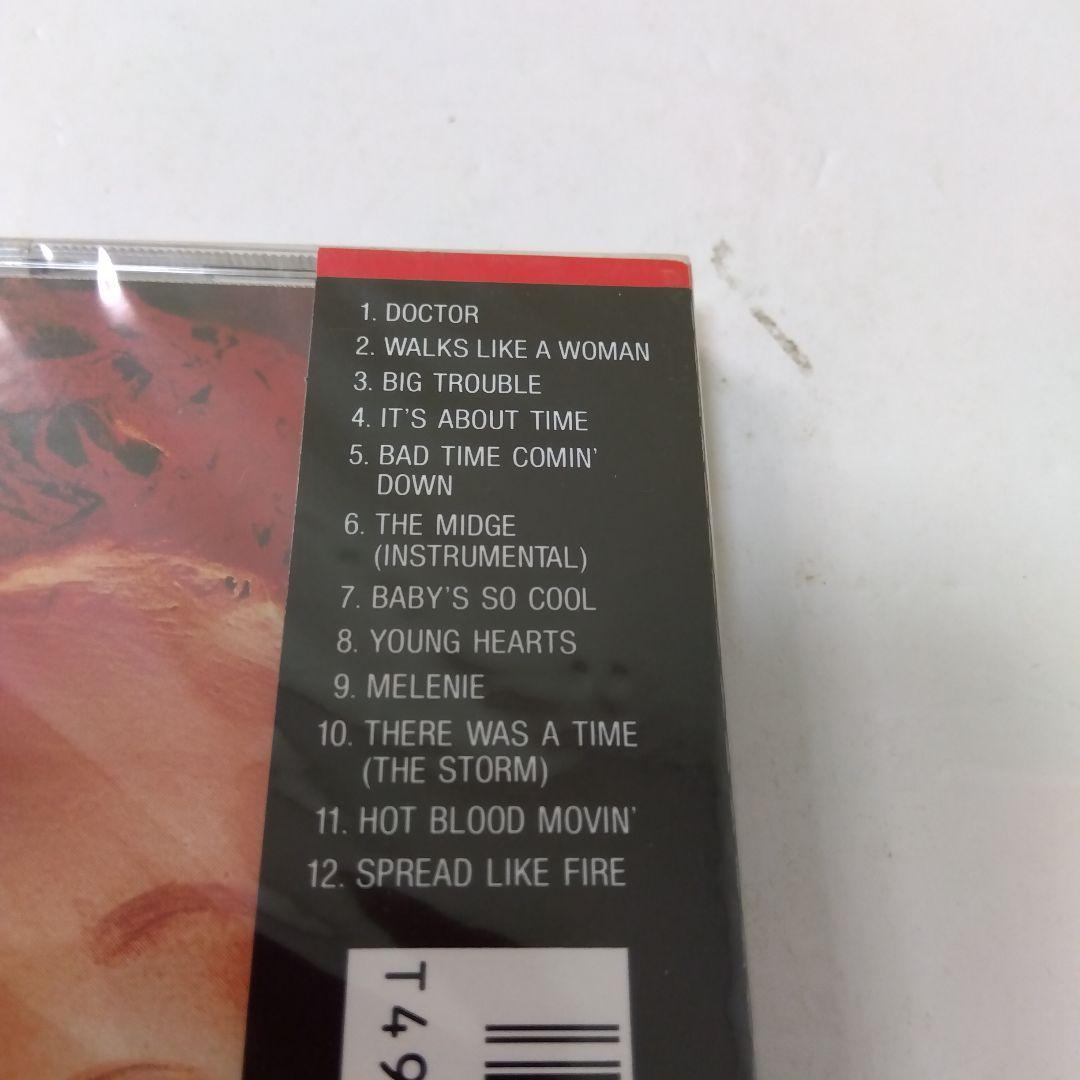 1. DOCTOR
2. WALKS LIKE A WOMAN
3. BIG TROUBLE
4. IT'S ABOUT TIME
5. BAD TIME COMIN'
DOWN
6. THE MIDGE
(INSTRUMENTAL)
7. BABY'S SO COOL
8. YOUNG HEARTS
9. MELENIE
10. THERE WAS A TIME
(THE STORM)
11. HOT BLOOD MOVIN'
12. SPREAD LIKE FIRE
T49